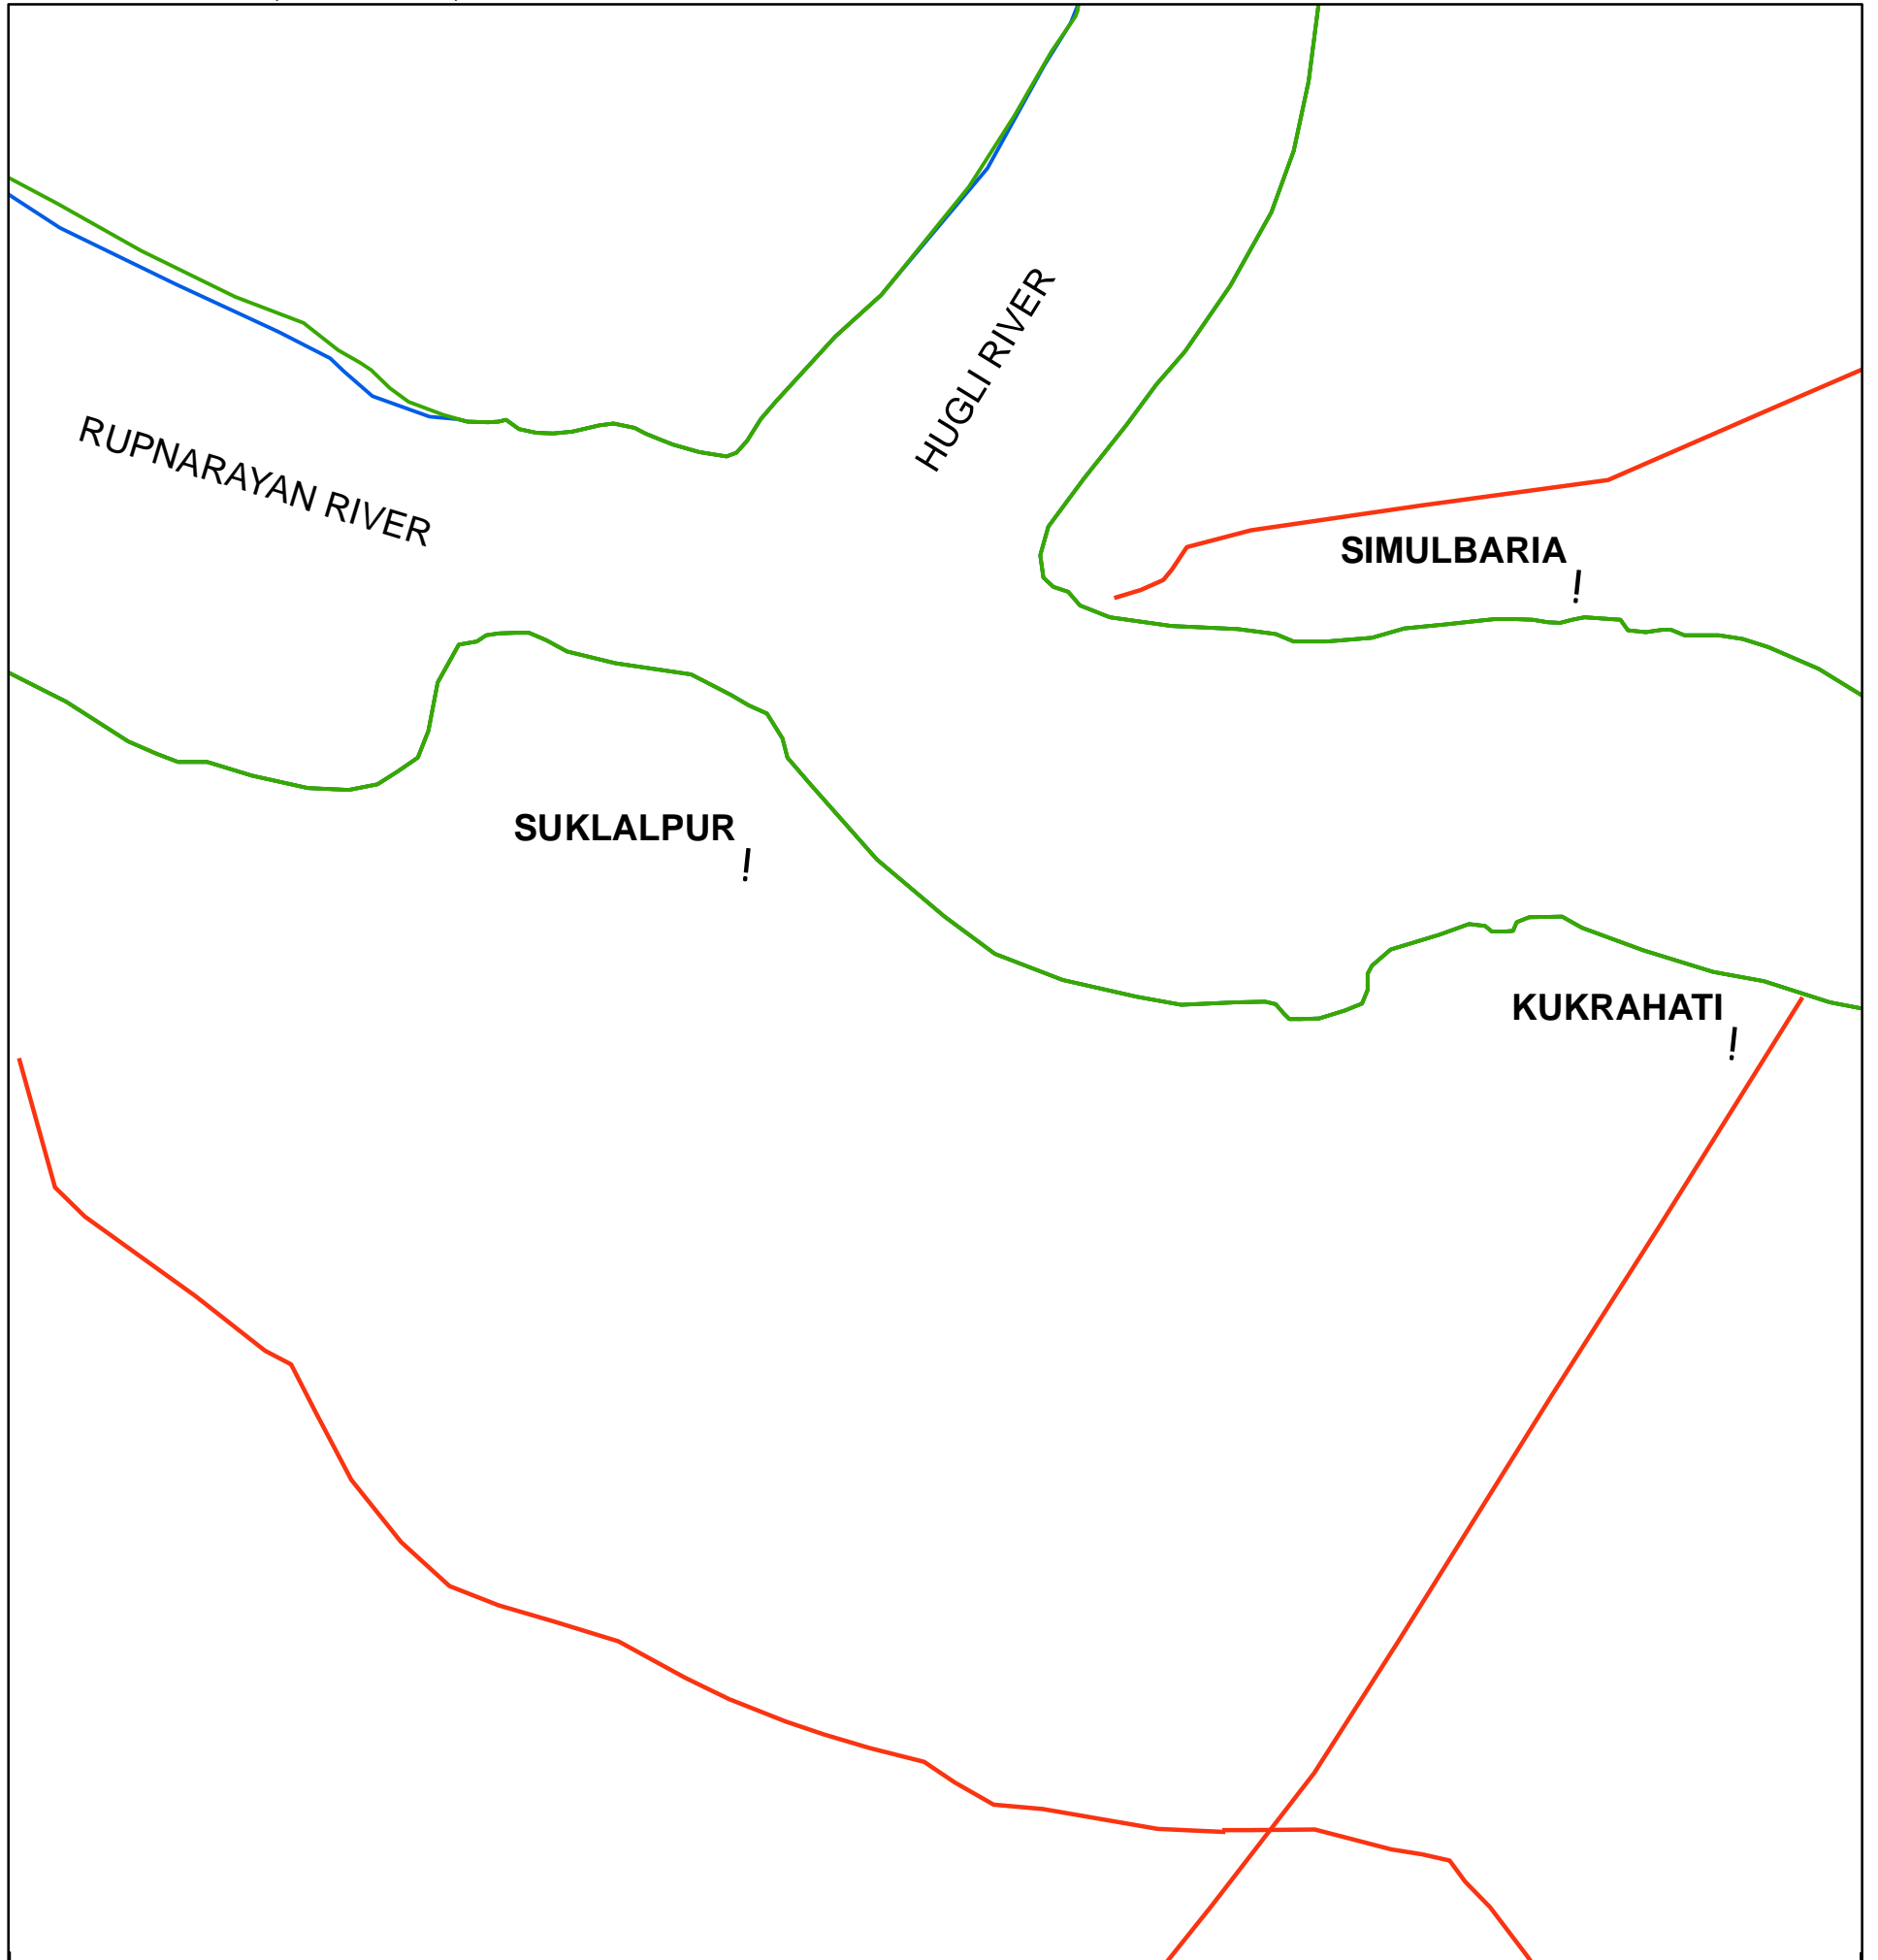 HUGLI RIVER
RUPNARAYAN RIVER
SIMULBARIA
!
SUKLALPUR
!
KUKRAHATI
!